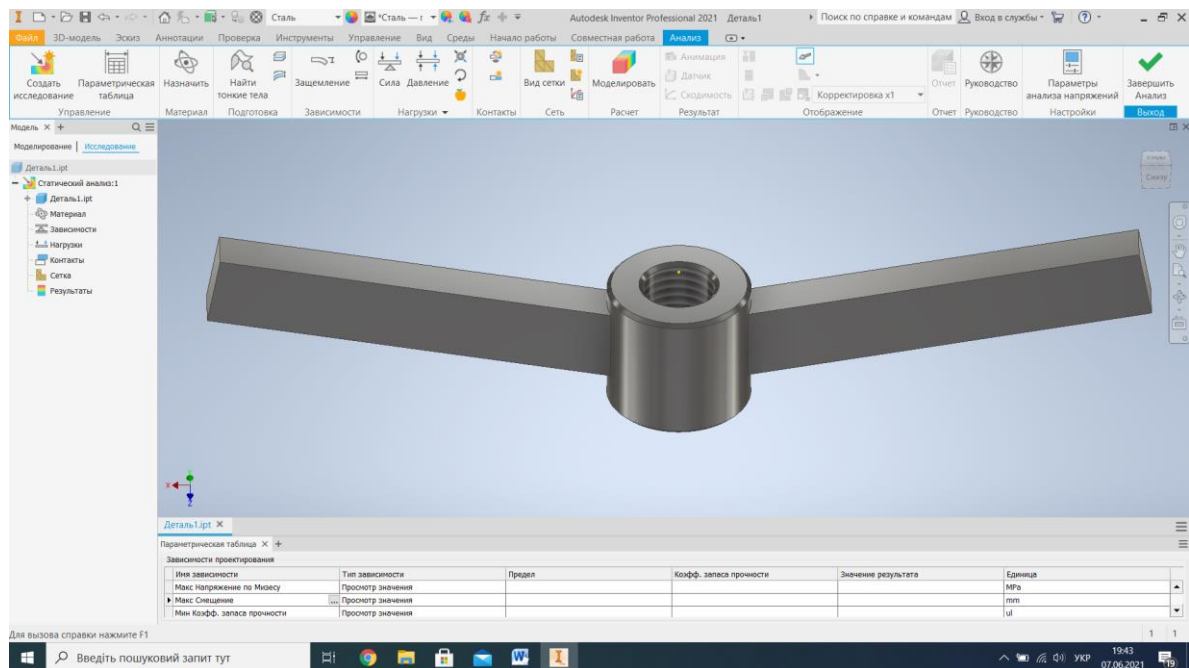 Сталь *Сталь — г Autodesk Inventor Professional 2021 Деталь1 Поиск по справке и командам Вход в службы
Файл 3D-модель Эскиз Аннотации Проверка Инструменты Управление Вид Среды Начало работы Совместная работа Анализ
Создать исследование
Параметрическая таблица
Назначить
Найти тонкие тела
Защемление
Сила Давление
Вид сетки
Моделировать
Анимация
Датчик
Сходимость
Корректировка x1
Отчет
Руководство
Параметры анализа напряжений
Завершить Анализ
Управление Материал Подготовка Зависимости Нагрузки Контакты Сеть Расчет Результат Отображение Отчет Руководство Настройки Выход
Модель × +
Моделирование | Исследование
Деталь1.ipt
Статический анализ:1
Деталь1.ipt
Материал
Зависимости
Нагрузки
Контакты
Сетка
Результаты
Снизу
X
Z
Деталь1.ipt ×
Параметрическая таблица × +
Зависимости проектирования
Имя зависимости Тип зависимости Предел Коэфф. запаса прочности Значение результата Единица
Макс Напряжение по Мизесу Просмотр значения MPa
Макс Смещение ... Просмотр значения mm
Мин Коэфф. запаса прочности Просмотр значения ul
Для вызова справки нажмите F1 1 1
Введіть пошуковий запит тут УКР 19:43
07.06.2021
19